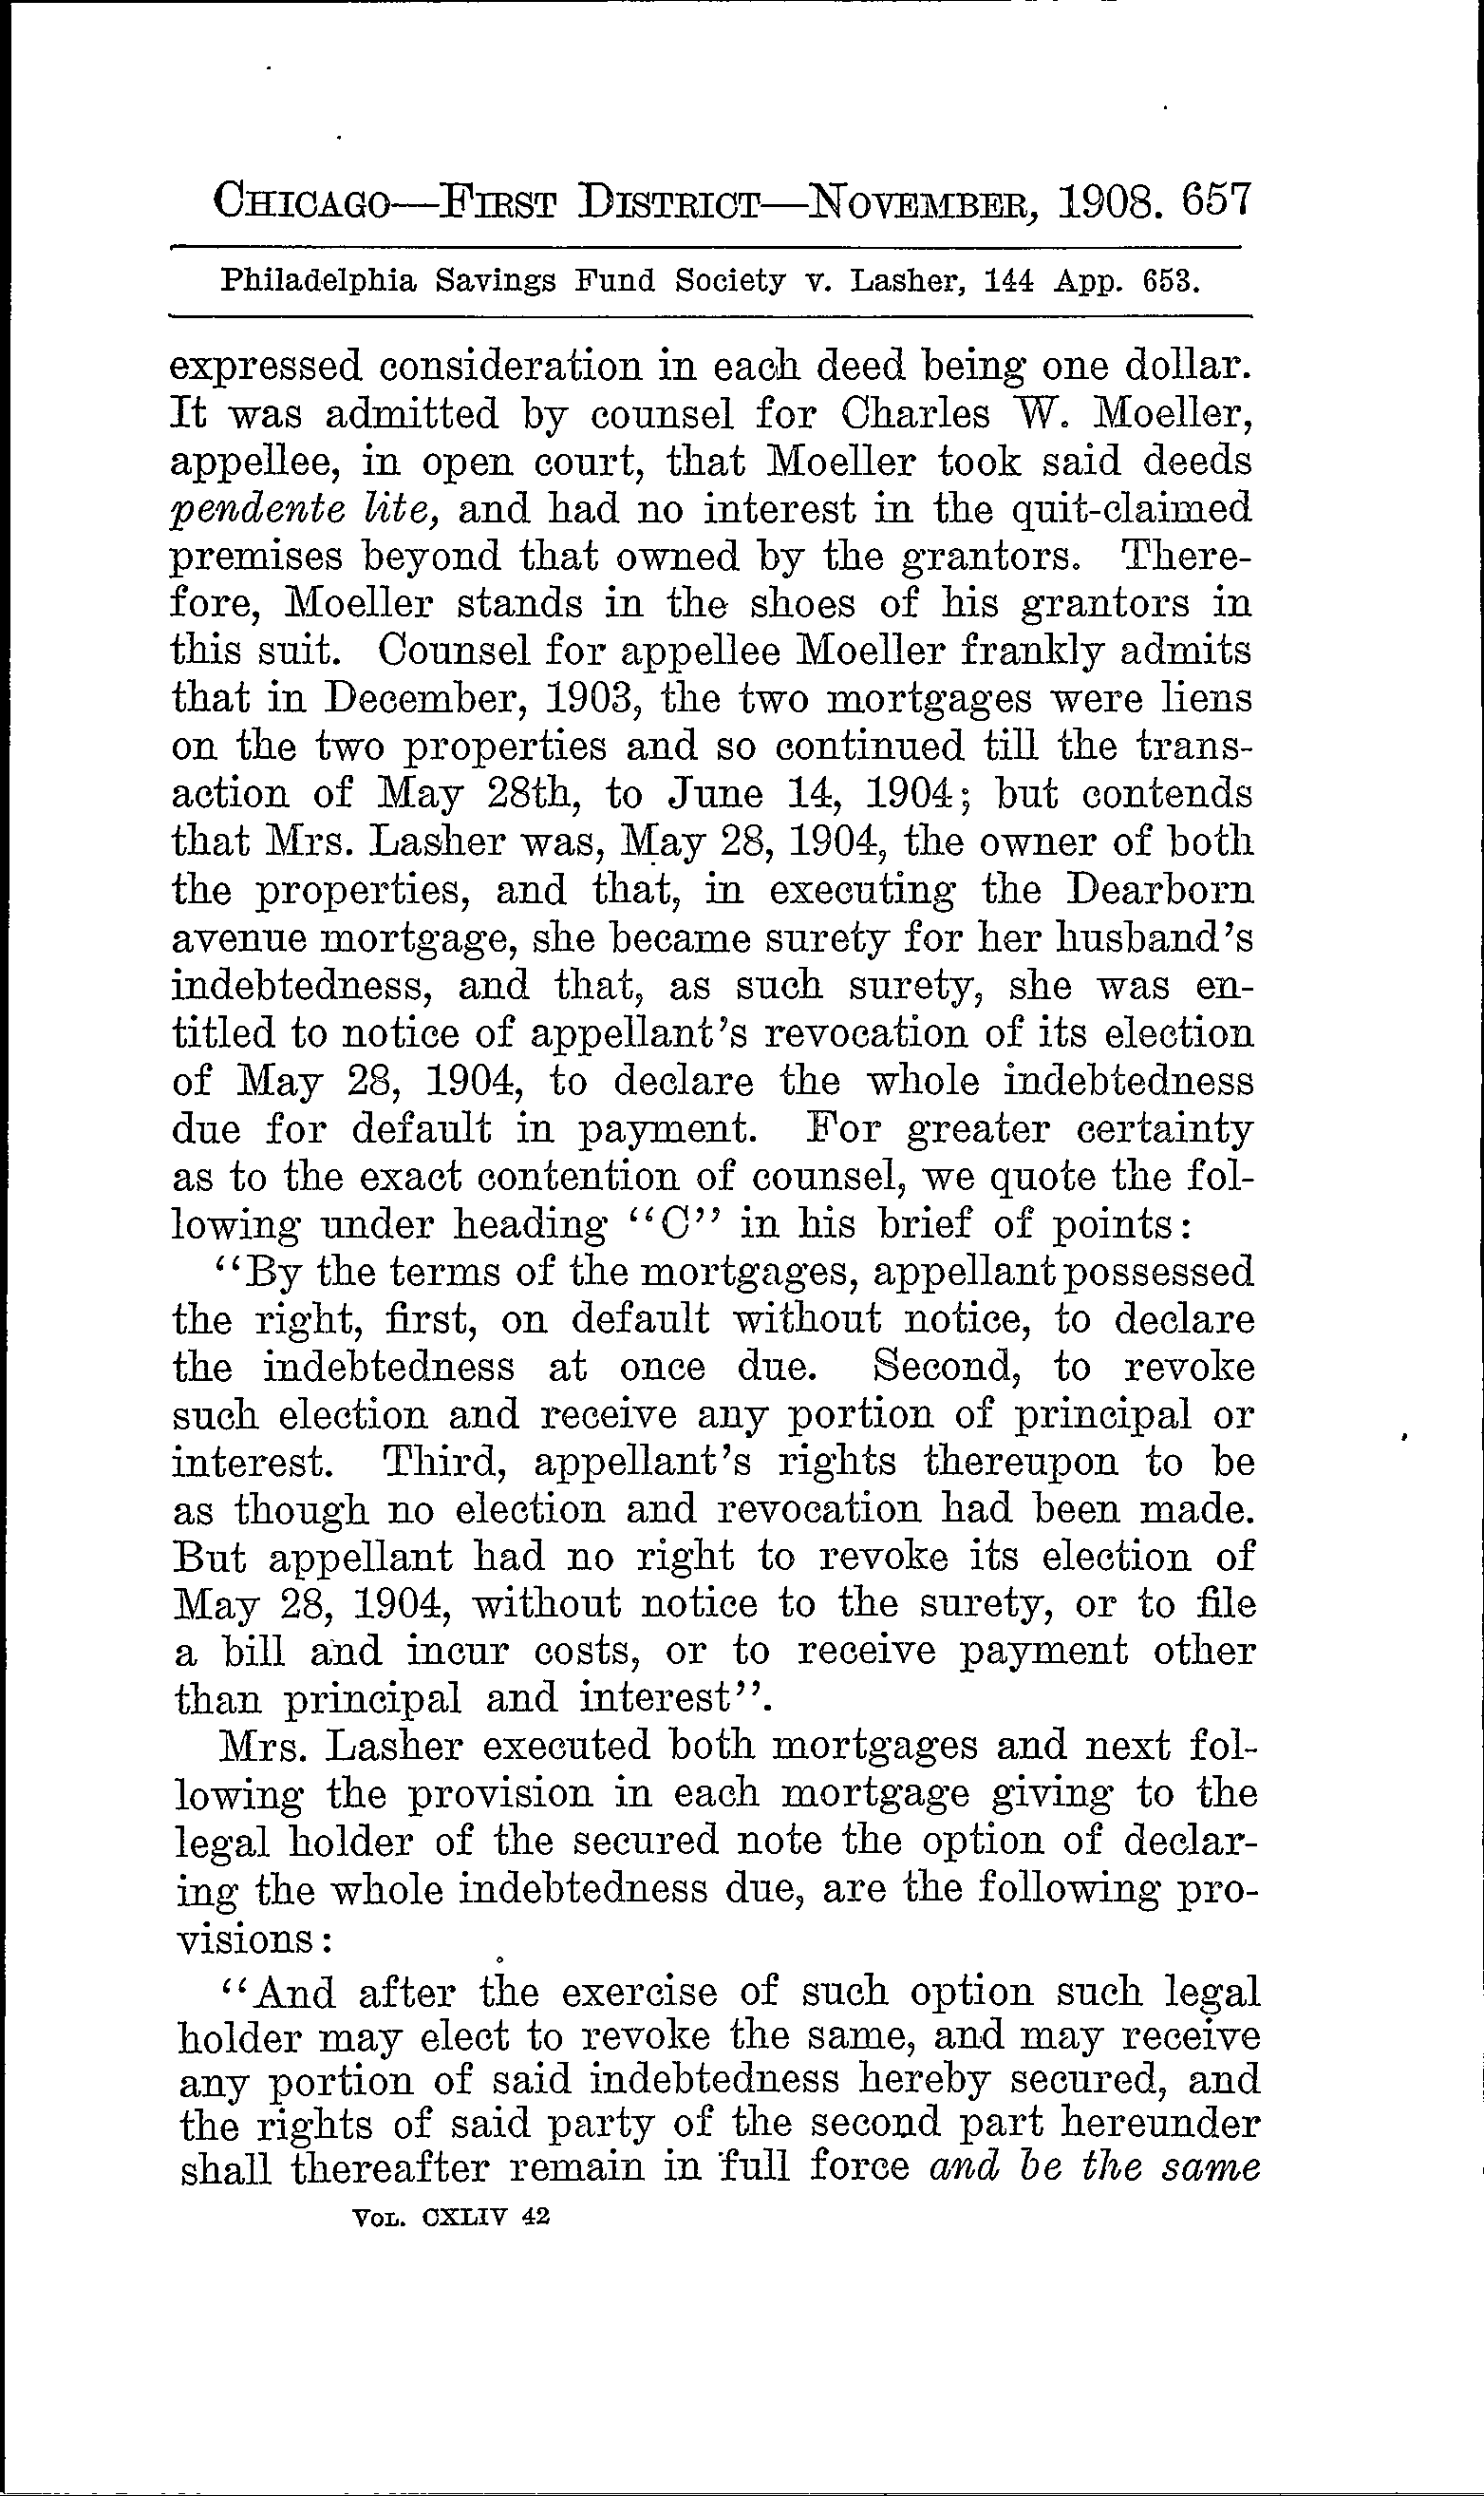 CHICAGO—FIRST DISTRICT—NOVEMBER, 1908. 657
Philadelphia Savings Fund Society v. Lasher, 144 App. 653.
expressed consideration in each deed being one dollar.
It was admitted by counsel for Charles W. Moeller,
appellee, in open court, that Moeller took said deeds
pendente lite, and had no interest in the quit-claimed
premises beyond that owned by the grantors. There-
fore, Moeller stands in the shoes of his grantors in
this suit. Counsel for appellee Moeller frankly admits
that in December, 1903, the two mortgages were liens
on the two properties and so continued till the trans-
action of May 28th, to June 14, 1904; but contends
that Mrs. Lasher was, May 28, 1904, the owner of both
the properties, and that, in executing the Dearborn
avenue mortgage, she became surety for her husband's
indebtedness, and that, as such surety, she was en-
titled to notice of appellant's revocation of its election
of May 28, 1904, to declare the whole indebtedness
due for default in payment. For greater certainty
as to the exact contention of counsel, we quote the fol-
lowing under heading "C" in his brief of points:
"By the terms of the mortgages, appellant possessed
the right, first, on default without notice, to declare
the indebtedness at once due. Second, to revoke
such election and receive any portion of principal or
interest. Third, appellant's rights thereupon to be
as though no election and revocation had been made.
But appellant had no right to revoke its election of
May 28, 1904, without notice to the surety, or to file
a bill and incur costs, or to receive payment other
than principal and interest".
Mrs. Lasher executed both mortgages and next fol-
lowing the provision in each mortgage giving to the
legal holder of the secured note the option of declar-
ing the whole indebtedness due, are the following pro-
visions:
"And after the exercise of such option such legal
holder may elect to revoke the same, and may receive
any portion of said indebtedness hereby secured, and
the rights of said party of the second part hereunder
shall thereafter remain in full force and be the same
VOL. CXLIV 42